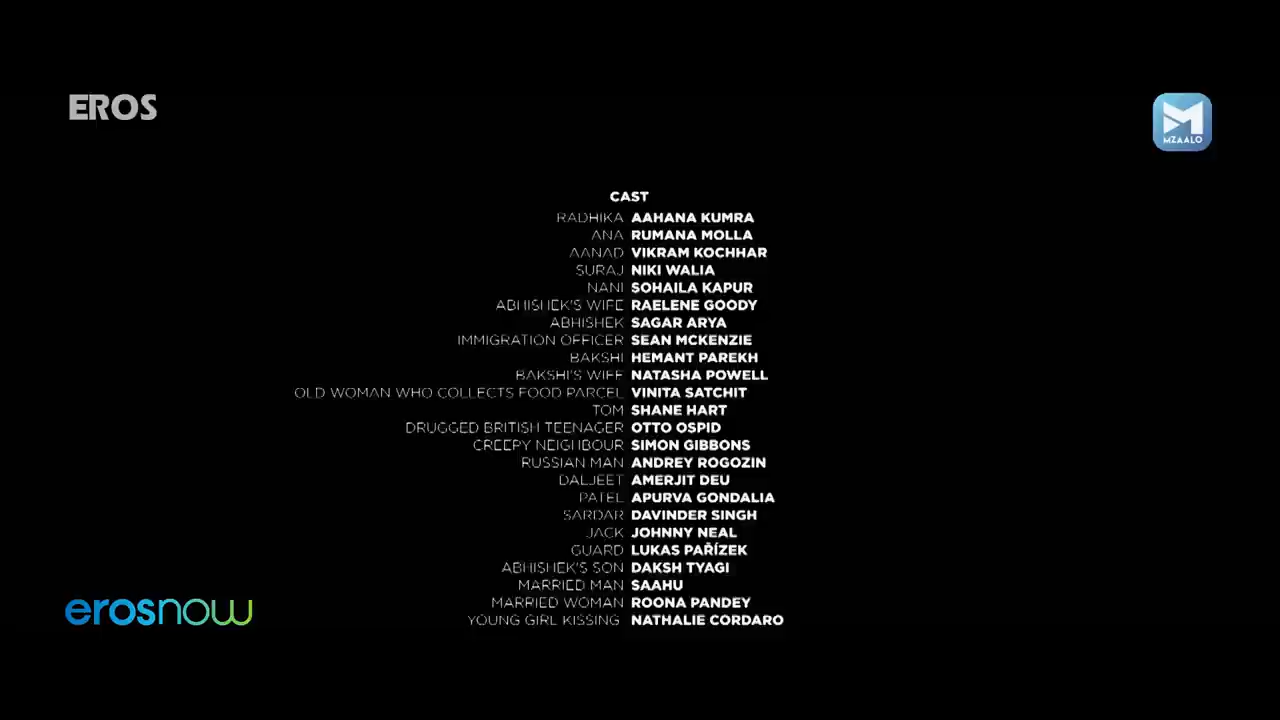 EROS
MZAALO
CAST
RADHIKA AAHANA KUMRA
ANA RUMANA MOLLA
AANAD VIKRAM KOCHHAR
SURAJ NIKI WALIA
NANI SOHAILA KAPUR
ABHISHEK'S WIFE RAELENE GOODY
ABHISHEK SAGAR ARYA
IMMIGRATION OFFICER SEAN MCKENZIE
BAKSHI HEMANT PAREKH
BAKSHI'S WIFE NATASHA POWELL
OLD WOMAN WHO COLLECTS FOOD PARCEL VINITA SATCHIT
TOM SHANE HART
DRUGGED BRITISH TEENAGER OTTO OSPID
CREEPY NEIGHBOUR SIMON GIBBONS
RUSSIAN MAN ANDREY ROGOZIN
DALJEET AMERJIT DEU
PATEL APURVA GONDALIA
SARDAR DAVINDER SINGH
JACK JOHNNY NEAL
GUARD LUKAS PAŘÍZEK
ABHISHEK'S SON DAKSH TYAGI
MARRIED MAN SAAHU
MARRIED WOMAN ROONA PANDEY
YOUNG GIRL KISSING NATHALIE CORDARO
erosnow